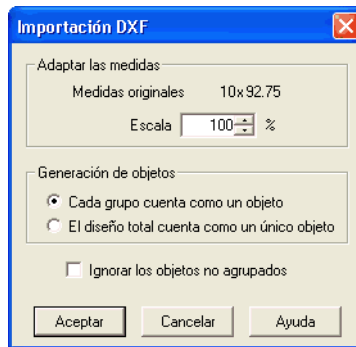 Importación DXF
Adaptar las medidas
Medidas originales 10x92.75
Escala 100 %
Generación de objetos
Cada grupo cuenta como un objeto
El diseño total cuenta como un único objeto
Ignorar los objetos no agrupados
Aceptar Cancelar Ayuda